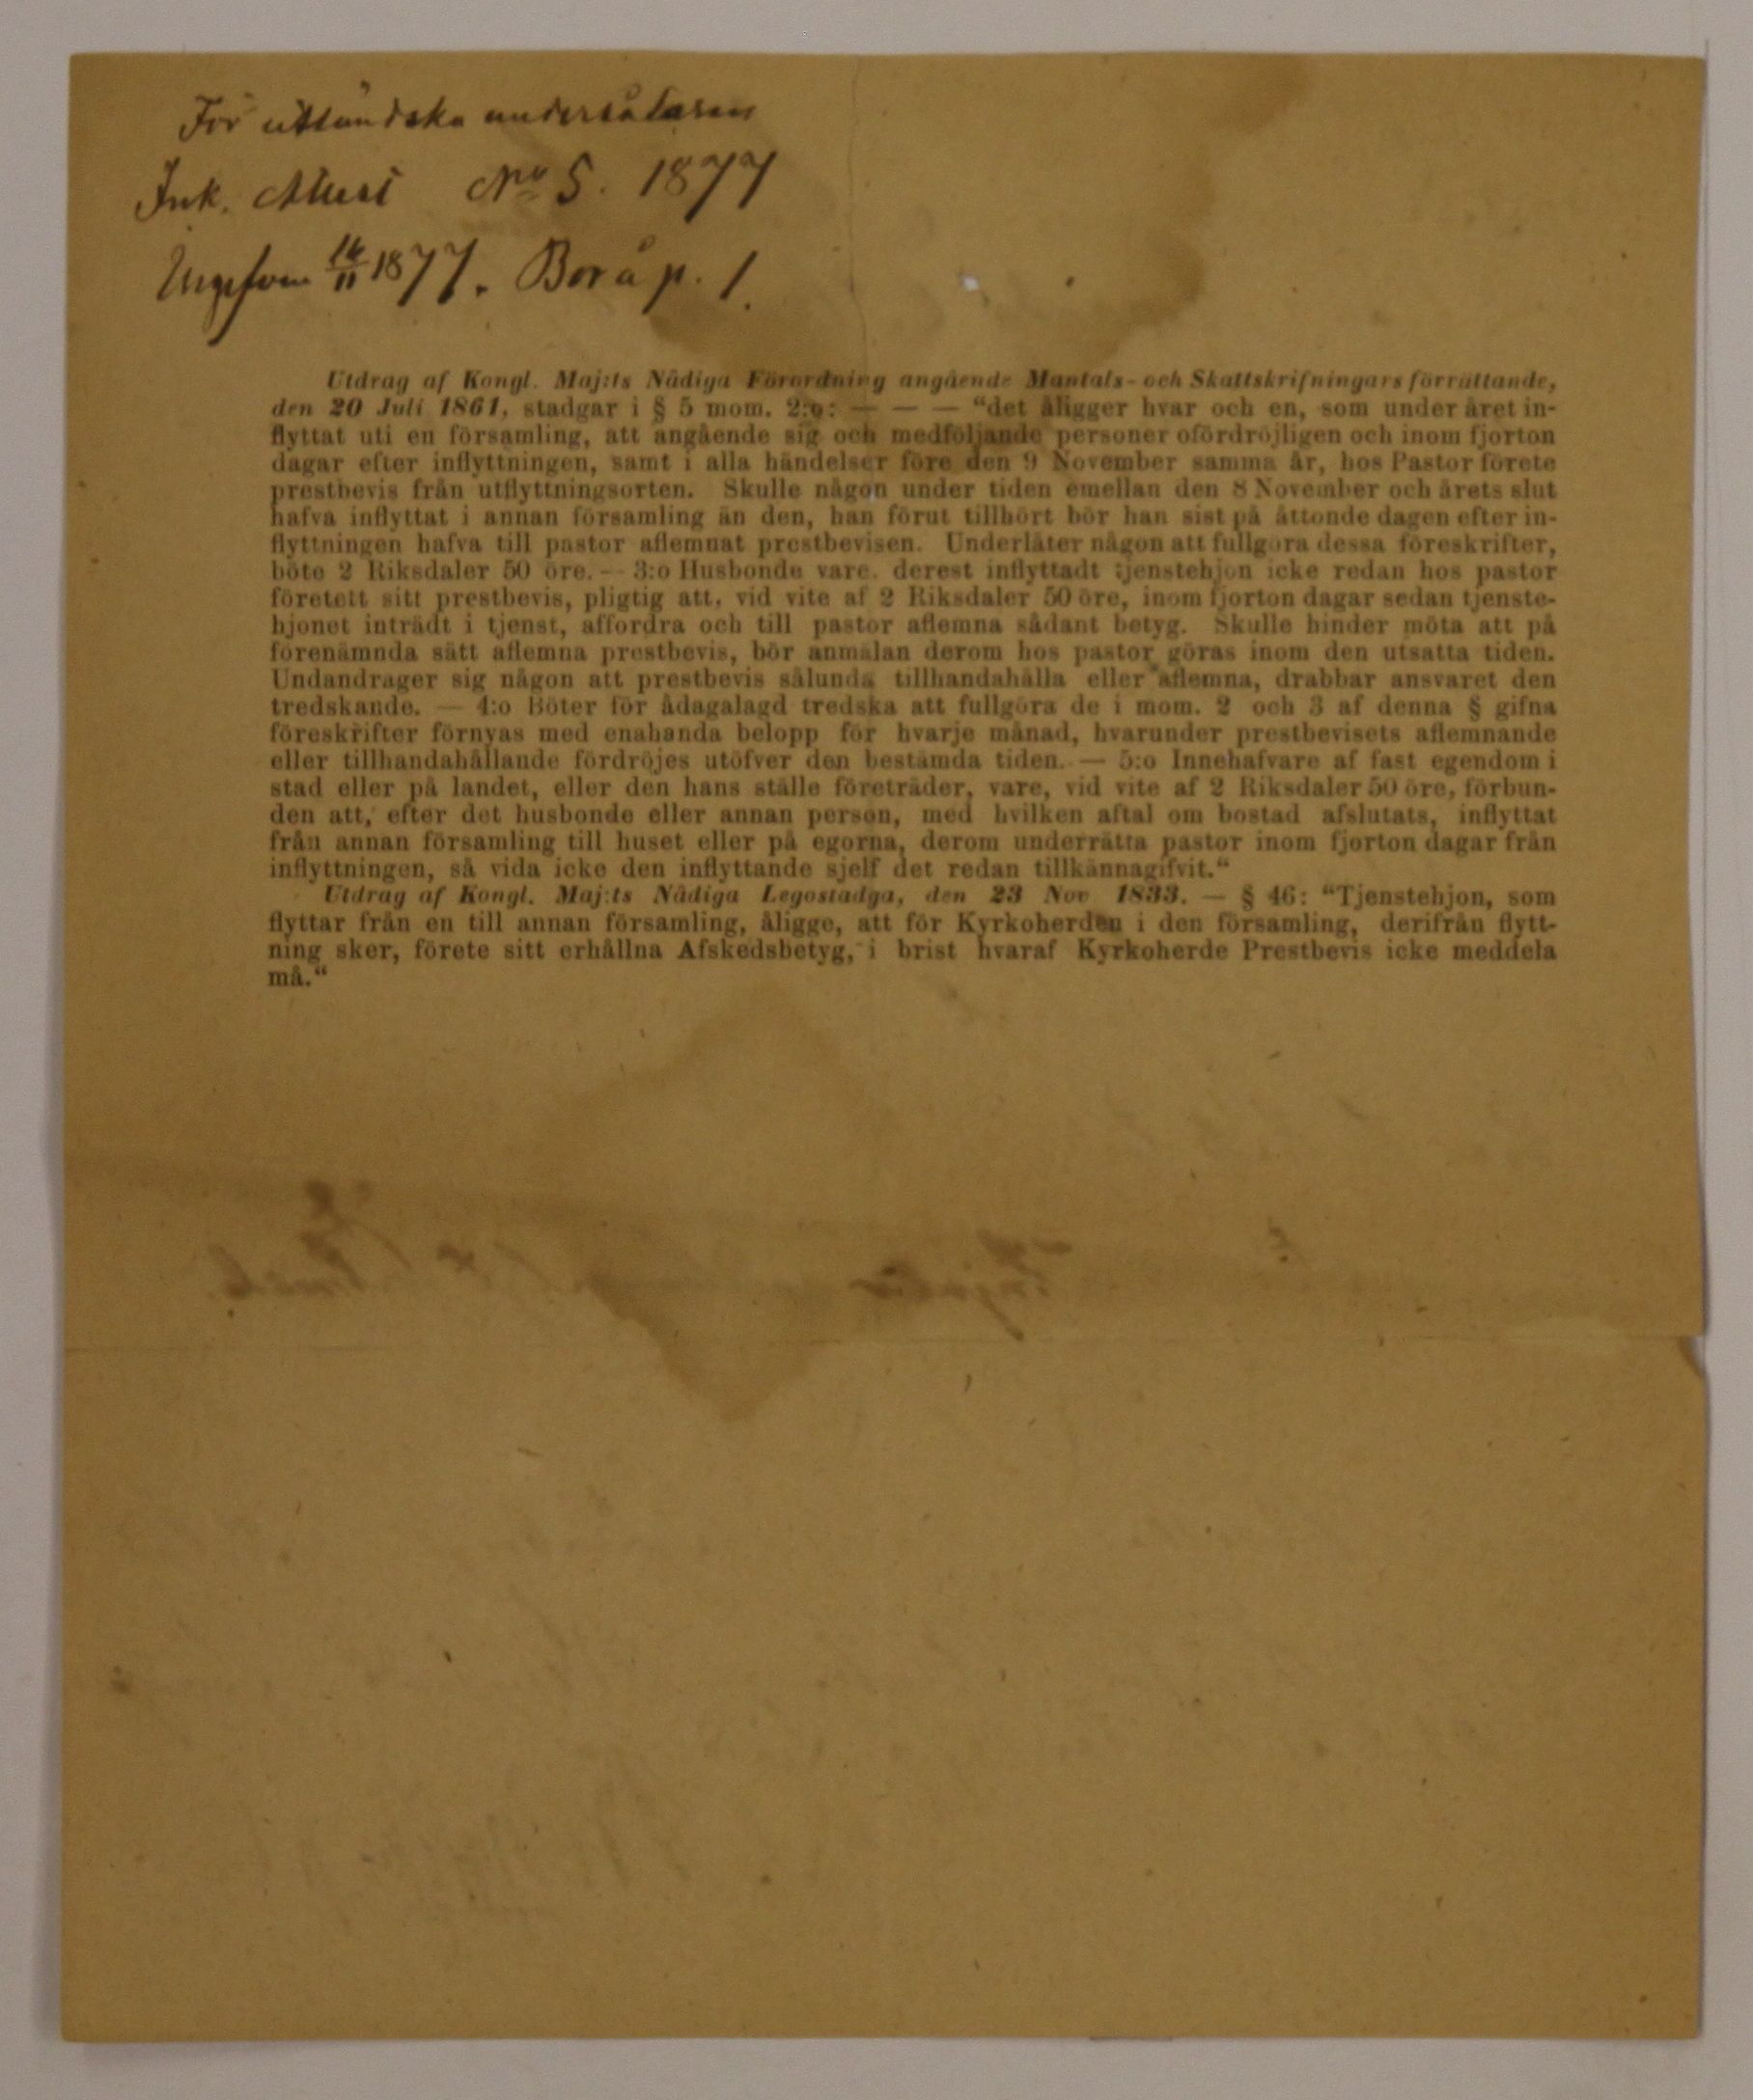 För utländska undersåtaren
Ink. Attest No 5. 1877
16/11 1877. Bor å p. 1.
Utdrag af Kongl. Maj:ts Nådiga Förordning angående Mantals- och Skattskrifningars förrättande,
den 20 Juli 1861, stadgar i § 5 mom. 2:o: — — — “det åligger hvar och en, som under året in-
flyttat uti en församling, att angående sig och medföljande personer ofördröjligen och inom fjorton
dagar efter inflyttningen, samt i alla händelser före den 9 November samma år, hos Pastor förete
prestbevis från utflyttningsorten. Skulle någon under tiden emellan den 8 November och årets slut
hafva inflyttat i annan församling än den, han förut tillhört bör han sist på åttonde dagen efter in-
flyttningen hafva till pastor aflemnat prestbevisen. Underlåter någon att fullgöra dessa föreskrifter,
böte 2 Riksdaler 50 öre. — 3:o Husbonde vare, derest inflyttadt tjenstehjon icke redan hos pastor
företett sitt prestbevis, pligtig att, vid vite af 2 Riksdaler 50 öre, inom fjorton dagar sedan tjenste-
hjonet inträdt i tjenst, affordra och till pastor aflemna sådant betyg. Skulle hinder möta att på
förenämnda sätt aflemna prestbevis, bör anmälan derom hos pastor göras inom den utsatta tiden.
Undandrager sig någon att prestbevis sålunda tillhandahålla eller aflemna, drabbar ansvaret den
tredskande. — 4:o Böter för ådagalagd tredska att fullgöra de i mom. 2 och 3 af denna § gifna
föreskrifter förnyas med enahanda belopp för hvarje månad, hvarunder prestbevisets aflemnande
eller tillhandahållande fördröjes utöfver den bestämda tiden. — 5:o Innehafvare af fast egendom i
stad eller på landet, eller den hans ställe företräder, vare, vid vite af 2 Riksdaler 50 öre, förbun-
den att, efter det husbonde eller annan person, med hvilken aftal om bostad afslutats, inflyttat
från annan församling till huset eller på egorna, derom underrätta pastor inom fjorton dagar från
inflyttningen, så vida icke den inflyttande sjelf det redan tillkännagifvit.“
Utdrag af Kongl. Maj:ts Nådiga Legostadga, den 23 Nov 1833. — § 46: “Tjenstehjon, som
flyttar från en till annan församling, åligge, att för Kyrkoherden i den församling, derifrån flytt-
ning sker, förete sitt erhållna Afskedsbetyg, i brist hvaraf Kyrkoherde Prestbevis icke meddela
må.“